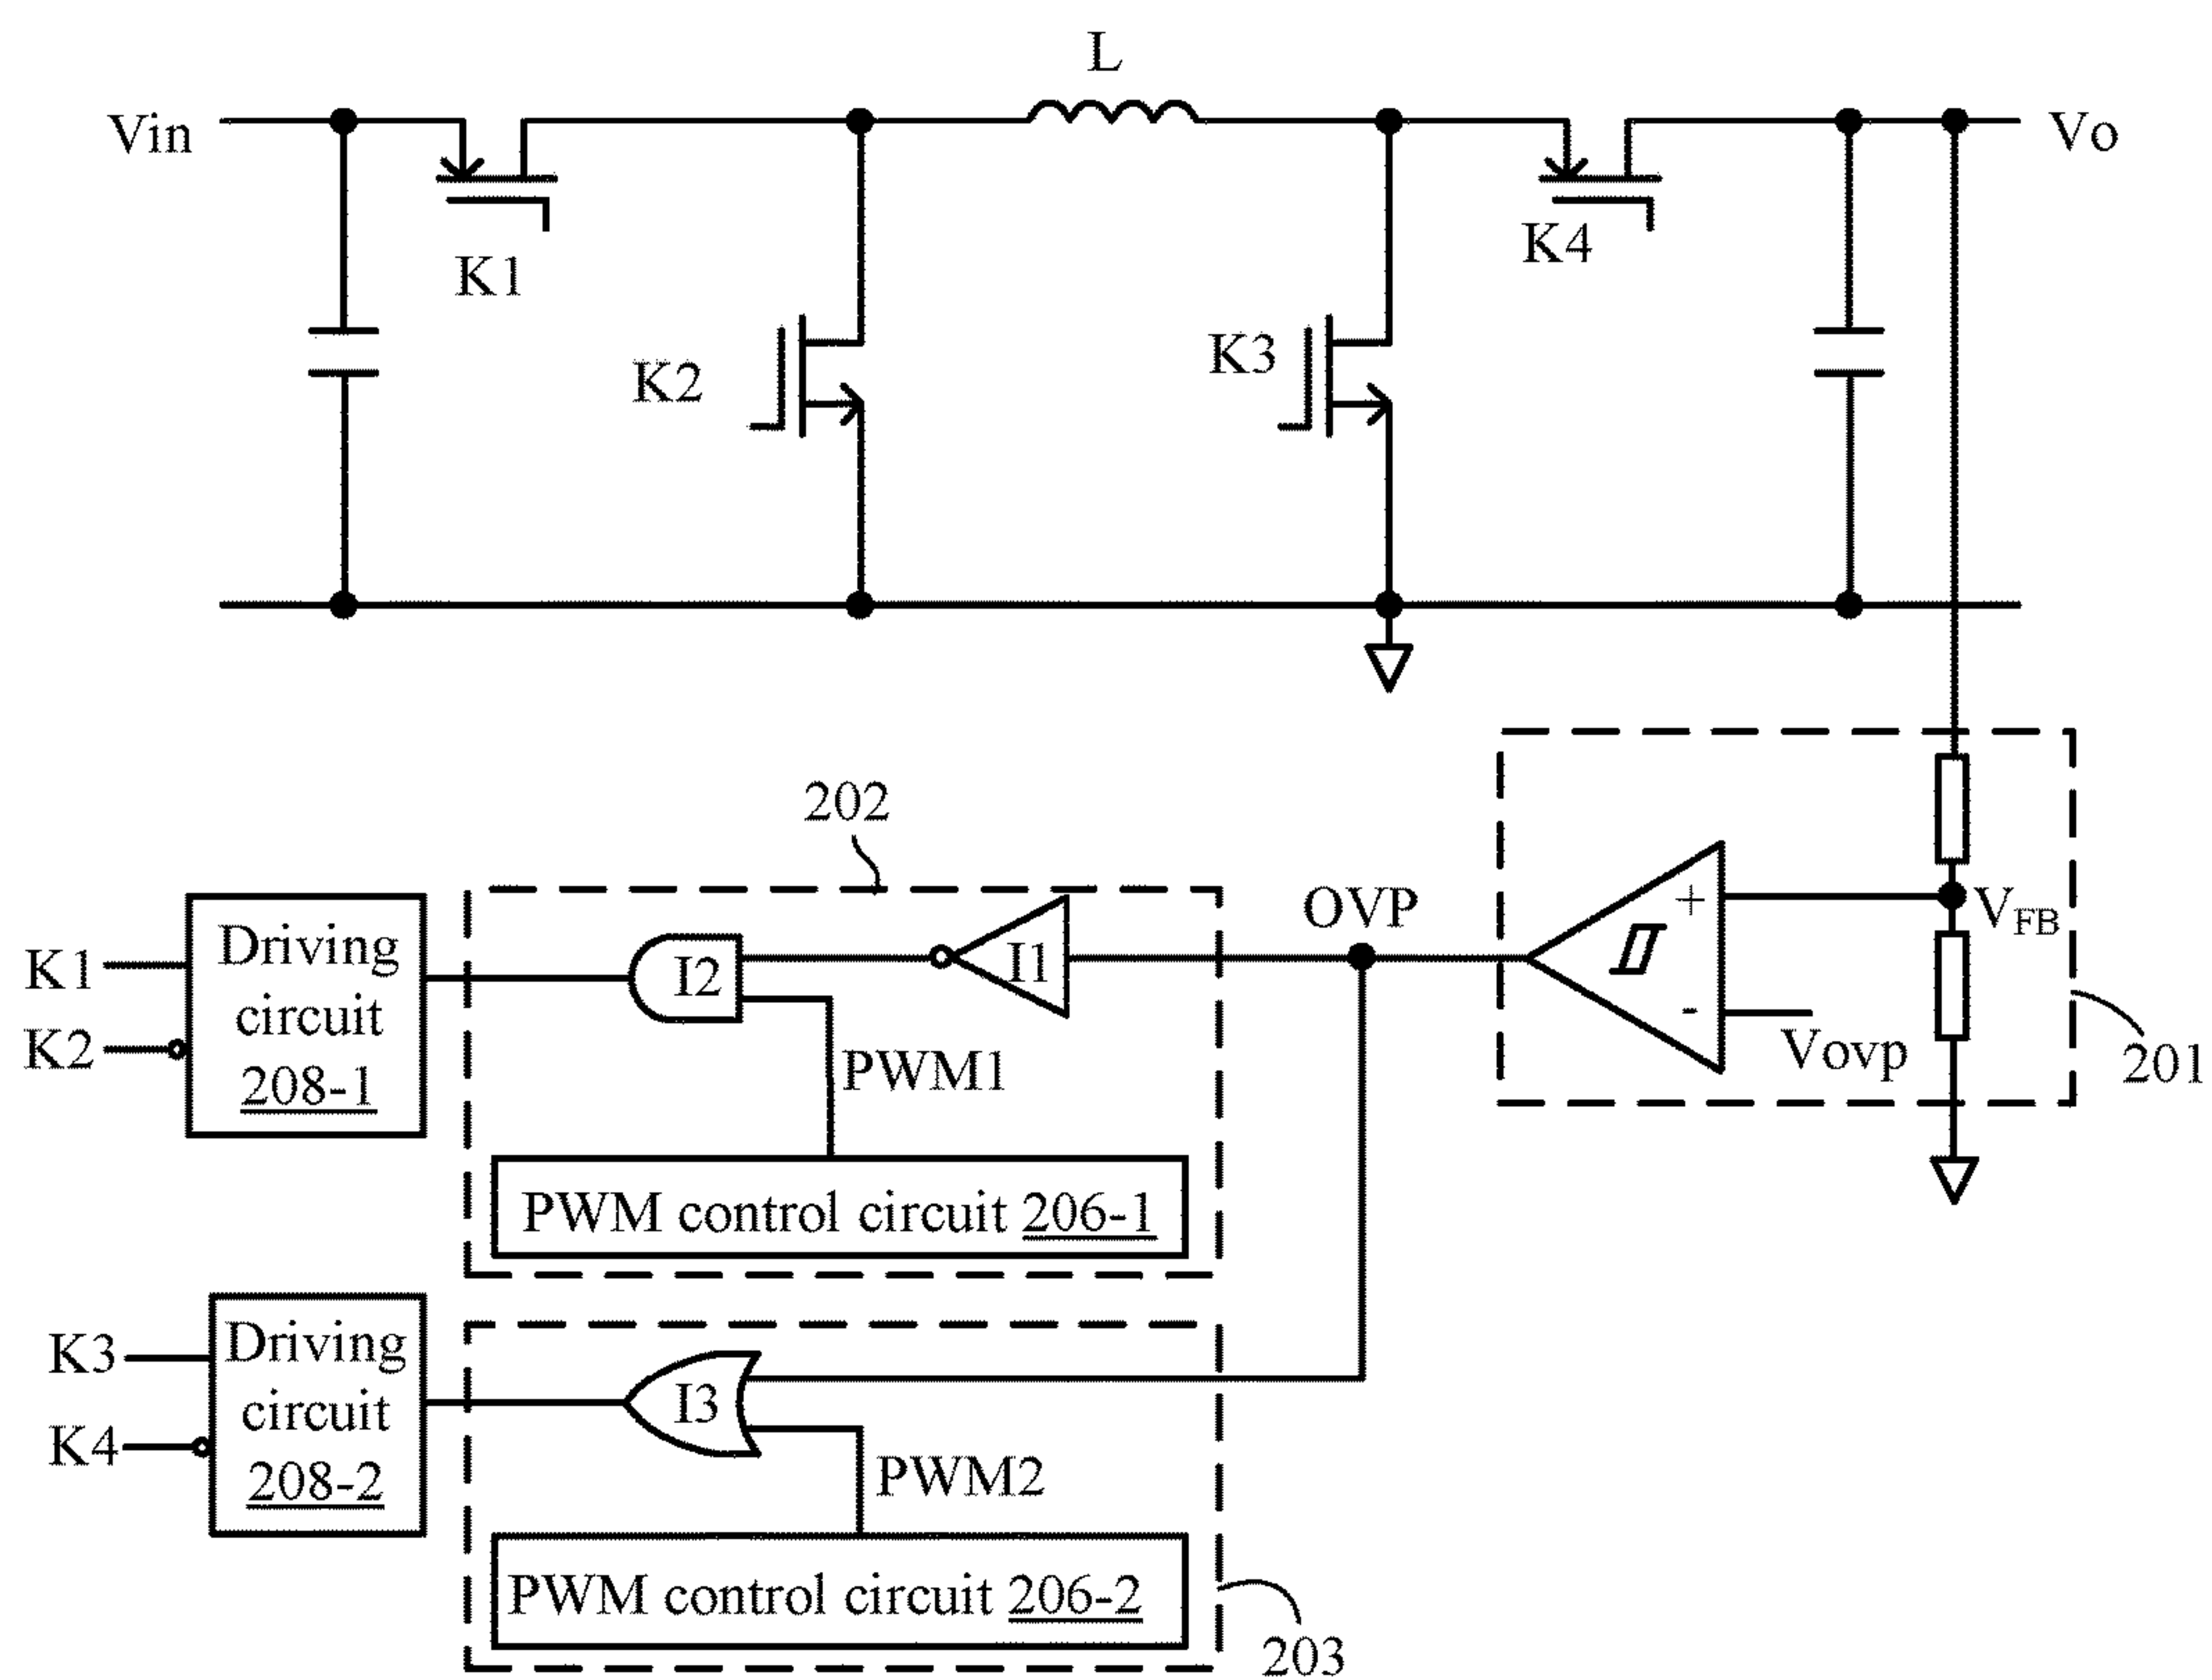 L
Vin
Vo
K1
K4
K2
K3
202
OVP
+
V_FB
-
Vovp
201
K1
K2
Driving
circuit
208-1
I2
I1
PWM1
PWM control circuit 206-1
K3
K4
Driving
circuit
208-2
I3
PWM2
PWM control circuit 206-2
203